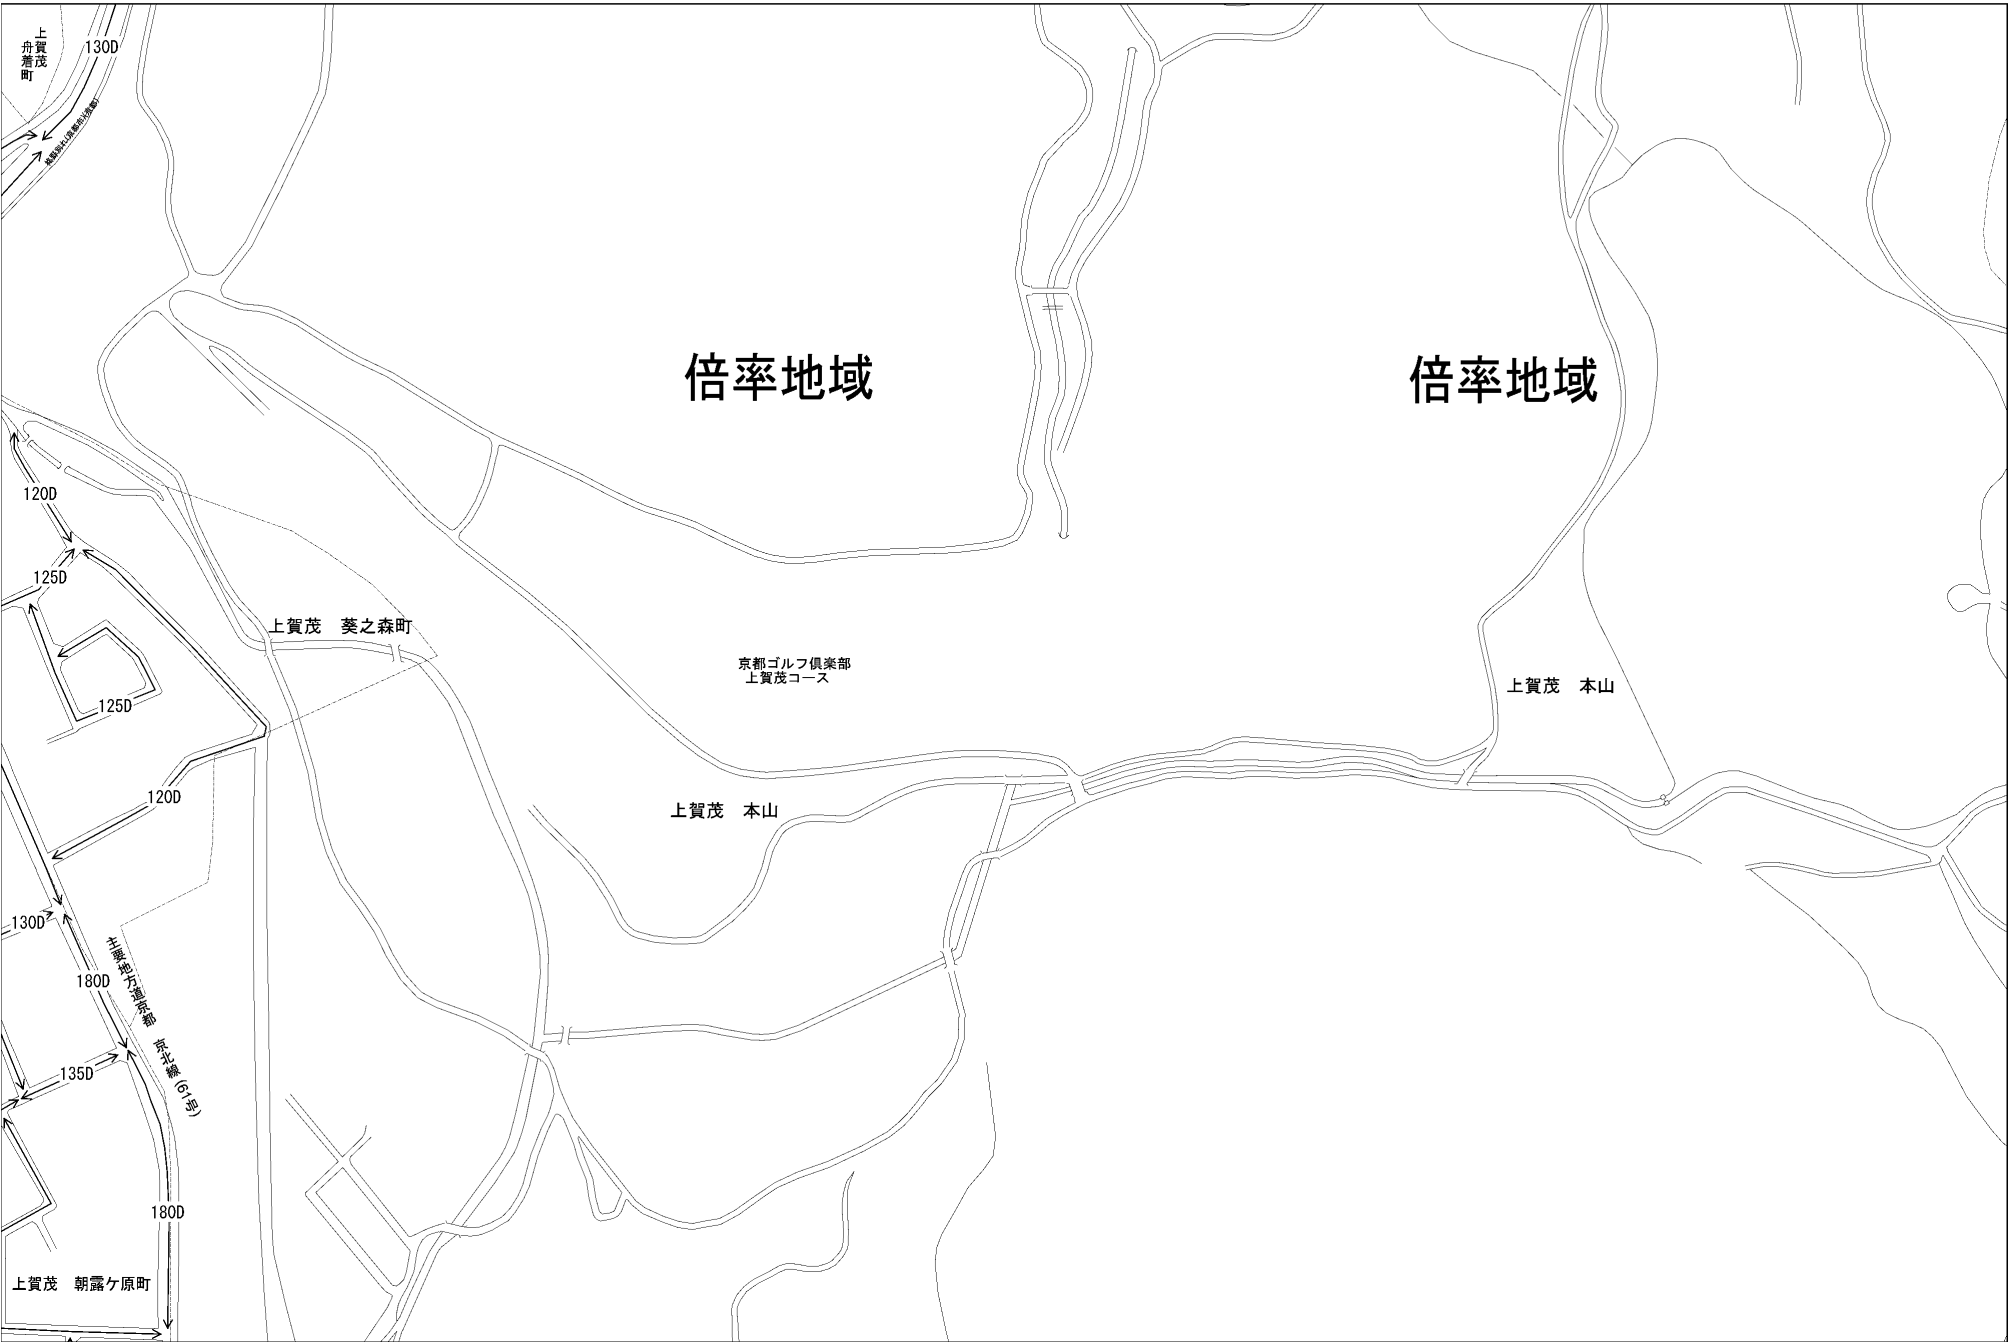 上賀茂
舟着町
130D
倍率地域
倍率地域
120D
125D
上賀茂　葵之森町
京都ゴルフ倶楽部
上賀茂コース
上賀茂　本山
125D
120D
上賀茂　本山
130D
180D
主要地方道京都　京北線(61号)
135D
180D
上賀茂　朝露ケ原町